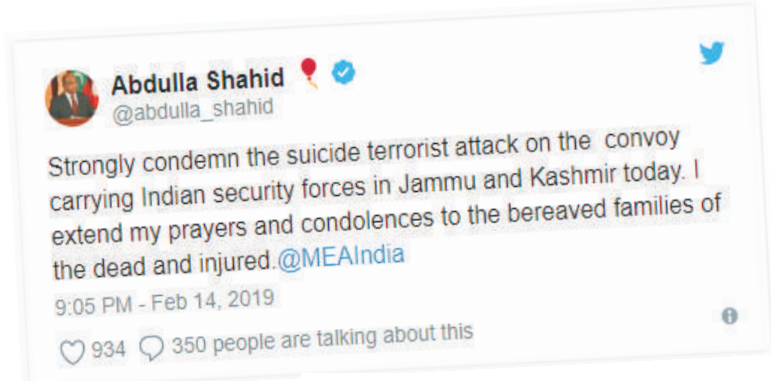 Abdulla Shahid
@abdulla_shahid
Strongly condemn the suicide terrorist attack on the convoy
carrying Indian security forces in Jammu and Kashmir today. I
extend my prayers and condolences to the bereaved families of
the dead and injured.@MEAIndia
9:05 PM - Feb 14, 2019
934 350 people are talking about this